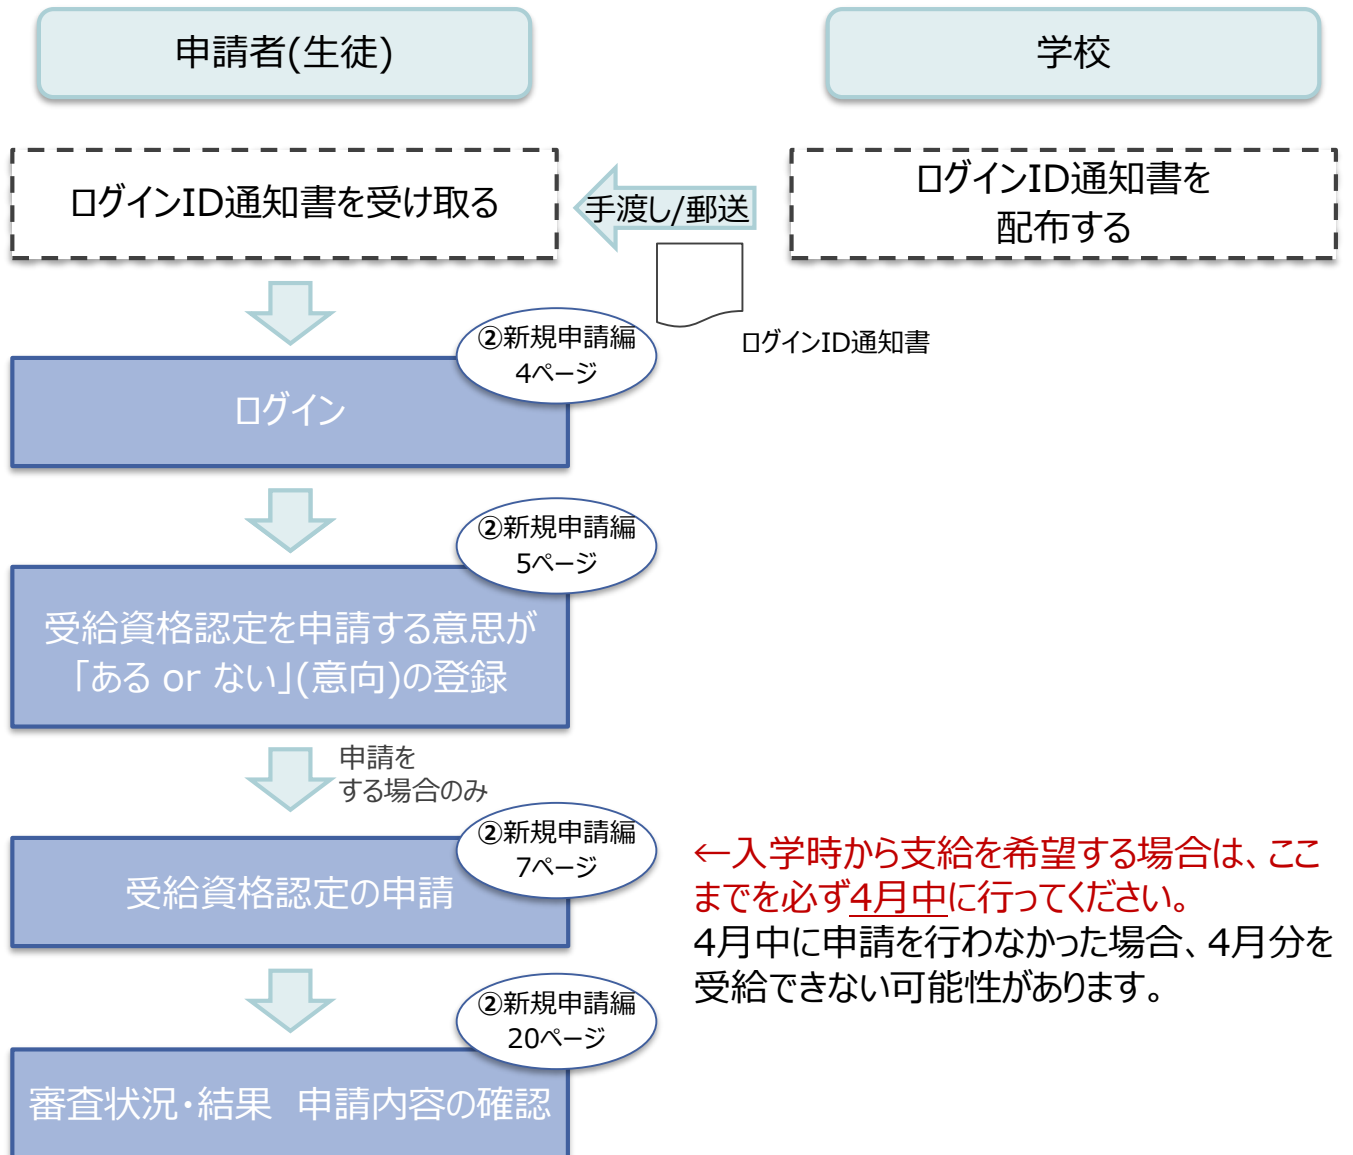 申請者(生徒)
学校
ログインID通知書を受け取る
手渡し/郵送
ログインID通知書を
配布する
ログインID通知書
②新規申請編
4ページ
ログイン
②新規申請編
5ページ
受給資格認定を申請する意思が
「ある or ない」(意向)の登録
申請を
する場合のみ
②新規申請編
7ページ
受給資格認定の申請
←入学時から支給を希望する場合は、ここ
までを必ず4月中に行ってください。
4月中に申請を行わなかった場合、4月分を
受給できない可能性があります。
②新規申請編
20ページ
審査状況・結果　申請内容の確認